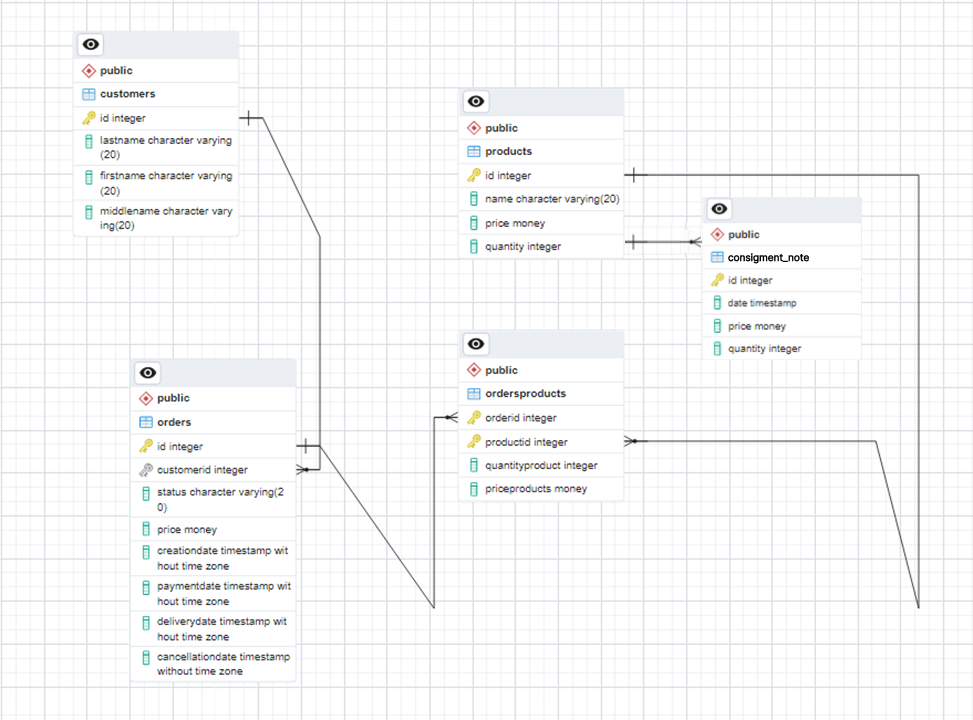 public
customers
id integer
lastname character varying
(20)
firstname character varying
(20)
middlename character vary
ing(20)
public
products
id integer
name character varying(20)
price money
quantity integer
public
consigment_note
id integer
date timestamp
price money
quantity integer
public
orders
id integer
customerid integer
status character varying(2
0)
price money
creationdate timestamp wit
hout time zone
paymentdate timestamp wi
thout time zone
deliverydate timestamp wit
hout time zone
cancellationdate timestamp
without time zone
public
ordersproducts
orderid integer
productid integer
quantityproduct integer
priceproducts money